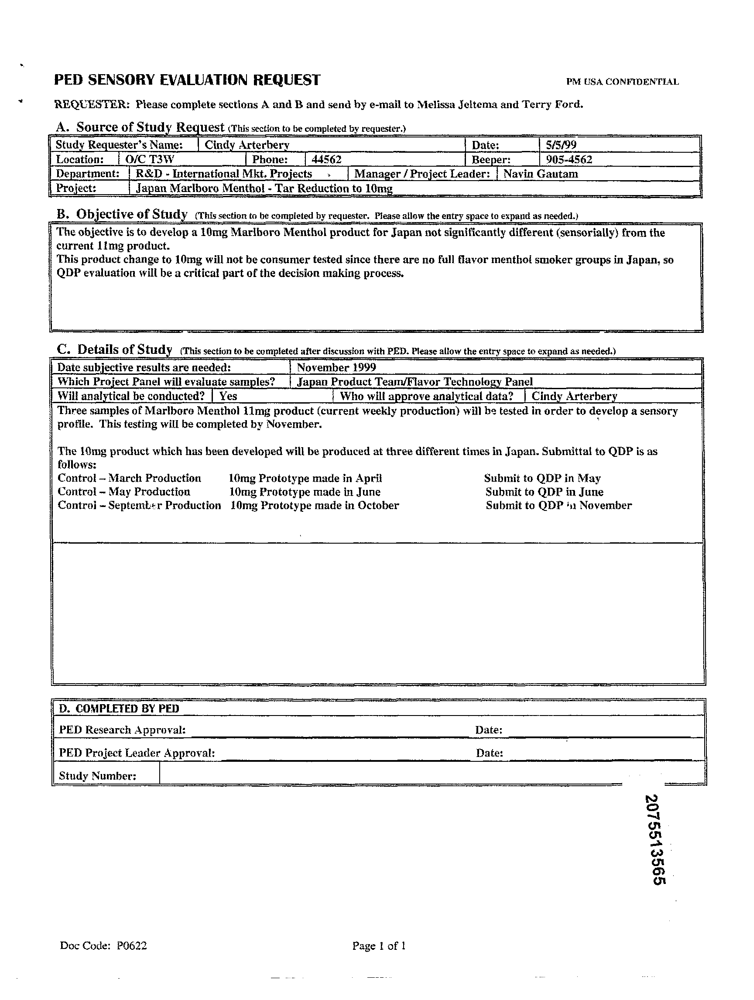 PED SENSORY EVALUATION REQUEST PM USA CONFIDENTIAL
REQUESTER: Please complete sections A and B and send by e-mail to Melissa Jeltema and Terry Ford.
A. Source of Study Request (This section to be completed by requester.)
Study Requester's Name: Cindy Arterbery Date: 5/5/99
Location: O/C T3W Phone: 44562 Beeper: 905-4562
Department: R&D - International Mkt. Projects Manager / Project Leader: Navin Gautam
Project: Japan Marlboro Menthol - Tar Reduction to 10mg
B. Objective of Study (This section to be completed by requester. Please allow the entry space to expand as needed.)
The objective is to develop a 10mg Marlboro Menthol product for Japan not significantly different (sensorially) from the
current 11mg product.
This product change to 10mg will not be consumer tested since there are no full flavor menthol smoker groups in Japan, so
QDP evaluation will be a critical part of the decision making process.
C. Details of Study (This section to be completed after discussion with PED. Please allow the entry space to expand as needed.)
Date subjective results are needed: November 1999
Which Project Panel will evaluate samples? Japan Product Team/Flavor Technology Panel
Will analytical be conducted? Yes Who will approve analytical data? Cindy Arterbery
Three samples of Marlboro Menthol 11mg product (current weekly production) will be tested in order to develop a sensory
profile. This testing will be completed by November.
The 10mg product which has been developed will be produced at three different times in Japan. Submittal to QDP is as
follows:
Control – March Production 10mg Prototype made in April Submit to QDP in May
Control – May Production 10mg Prototype made in June Submit to QDP in June
Control – September Production 10mg Prototype made in October Submit to QDP in November
D. COMPLETED BY PED
PED Research Approval: Date:
PED Project Leader Approval: Date:
Study Number:
2075513565
Doc Code: P0622 Page 1 of 1